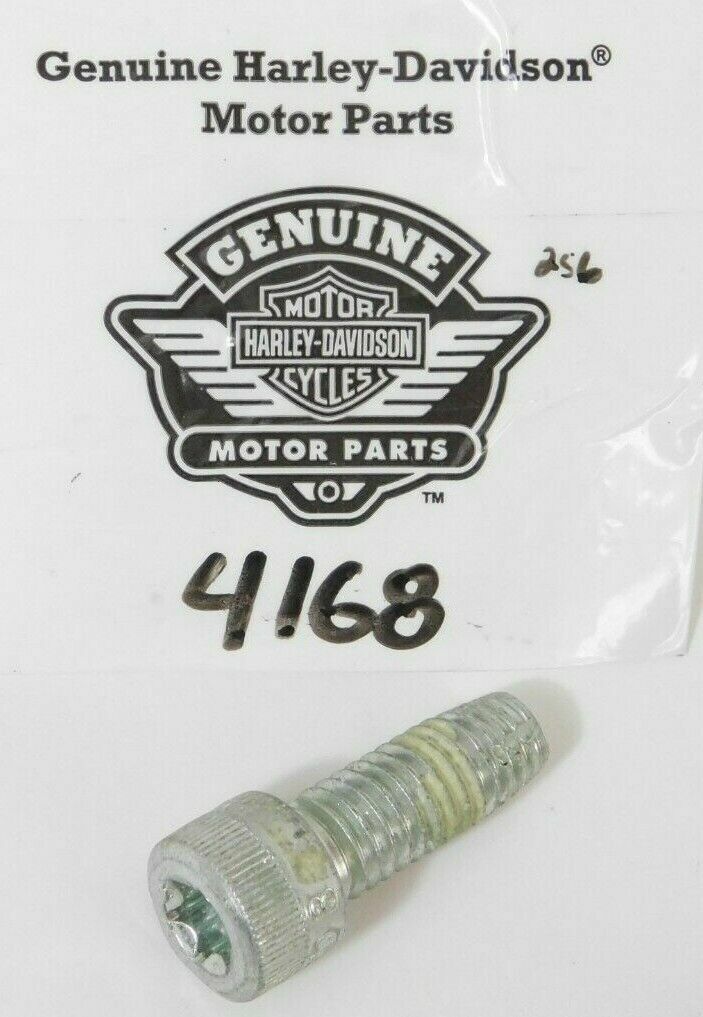 Genuine Harley-Davidson®
Motor Parts
GENUINE
256
MOTOR
HARLEY-DAVIDSON
CYCLES
MOTOR PARTS
TM
4168